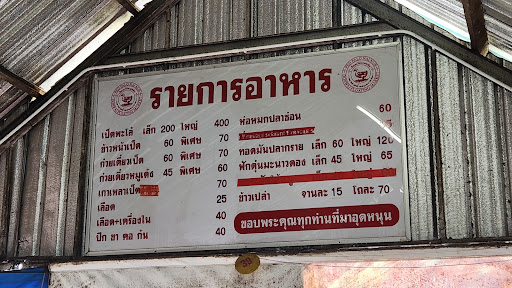 รายการอาหาร
เป็ดพะโล้ เล็ก 200 ใหญ่ 400
ข้าวหน้าเป็ด 60 พิเศษ 70
ก๋วยเตี๋ยวเป็ด 60 พิเศษ 70
ก๋วยเตี๋ยวหมูเด้ง 45 พิเศษ 60
เกาเหลาเป็ด 70
เลือด 25
เลือด+เครื่องใน 40
ปีก ขา คอ ก้น 40
ห่อหมกปลาช่อน 60
ทอดมันปลากราย เล็ก 60 ใหญ่ 120
ฟักตุ๋นมะนาวดอง เล็ก 45 ใหญ่ 65
70
ข้าวเปล่า จานละ 15 โถละ 70
ขอบพระคุณทุกท่านที่มาอุดหนุน